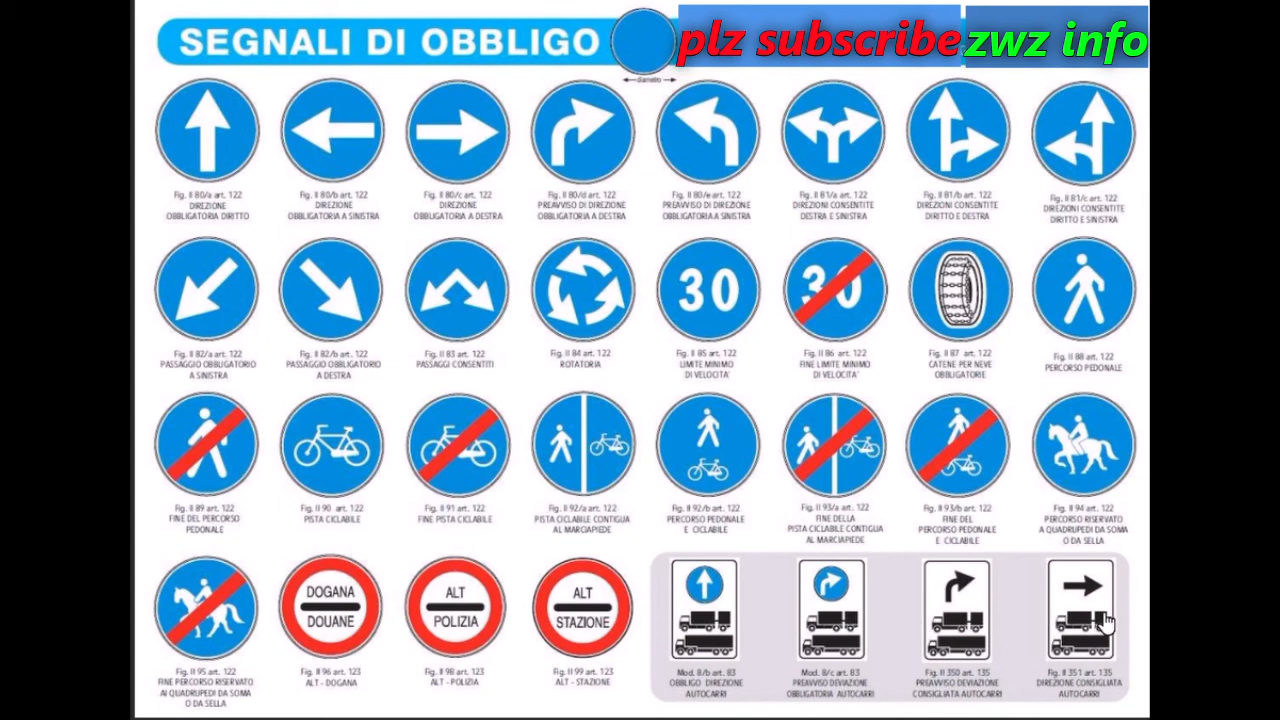 SEGNALI DI OBBLIGO
plz subscribe zwz info
diametro
Fig. II 80/a art. 122
DIREZIONE
OBBLIGATORIA DIRITTO
Fig. II 80/b art. 122
DIREZIONE
OBBLIGATORIA A SINISTRA
Fig. II 80/c art. 122
DIREZIONE
OBBLIGATORIA A DESTRA
Fig. II 80/d art. 122
PREAVVISO DI DIREZIONE
OBBLIGATORIA A DESTRA
Fig. II 80/e art. 122
PREAVVISO DI DIREZIONE
OBBLIGATORIA A SINISTRA
Fig. II 81/a art. 122
DIREZIONI CONSENTITE
DESTRA E SINISTRA
Fig. II 81/b art. 122
DIREZIONI CONSENTITE
DIRITTO E DESTRA
Fig. II 81/c art. 122
DIREZIONI CONSENTITE
DIRITTO E SINISTRA
30
30
Fig. II 82/a art. 122
PASSAGGIO OBBLIGATORIO
A SINISTRA
Fig. II 82/b art. 122
PASSAGGIO OBBLIGATORIO
A DESTRA
Fig. II 83 art. 122
PASSAGGI CONSENTITI
Fig. II 84 art. 122
ROTATORIA
Fig. II 85 art. 122
LIMITE MINIMO
DI VELOCITA'
Fig. II 86 art. 122
FINE LIMITE MINIMO
DI VELOCITA'
Fig. II 87 art. 122
CATENE PER NEVE
OBBLIGATORIE
Fig. II 88 art. 122
PERCORSO PEDONALE
Fig. II 89 art. 122
FINE DEL PERCORSO
PEDONALE
Fig. II 90 art. 122
PISTA CICLABILE
Fig. II 91 art. 122
FINE PISTA CICLABILE
Fig. II 92/a art. 122
PISTA CICLABILE CONTIGUA
AL MARCIAPIEDE
Fig. II 92/b art. 122
PERCORSO PEDONALE
E CICLABILE
Fig. II 93/a art. 122
FINE DELLA
PISTA CICLABILE CONTIGUA
AL MARCIAPIEDE
Fig. II 93/b art. 122
FINE DEL
PERCORSO PEDONALE
E CICLABILE
Fig. II 94 art. 122
PERCORSO RISERVATO
A QUADRUPEDI DA SOMA
O DA SELLA
DOGANA
DOUANE
ALT
POLIZIA
ALT
STAZIONE
Fig. II 95 art. 122
FINE PERCORSO RISERVATO
AI QUADRUPEDI DA SOMA
O DA SELLA
Fig. II 96 art. 123
ALT - DOGANA
Fig. II 98 art. 123
ALT - POLIZIA
Fig. II 99 art. 123
ALT - STAZIONE
Mod. 8/b art. 83
OBBLIGO DIREZIONE
AUTOCARRI
Mod. 8/c art. 83
PREAVVISO DEVIAZIONE
OBBLIGATORIA AUTOCARRI
Fig. II 350 art. 135
PREAVVISO DEVIAZIONE
CONSIGLIATA AUTOCARRI
Fig. II 351 art. 135
DIREZIONE CONSIGLIATA
AUTOCARRI